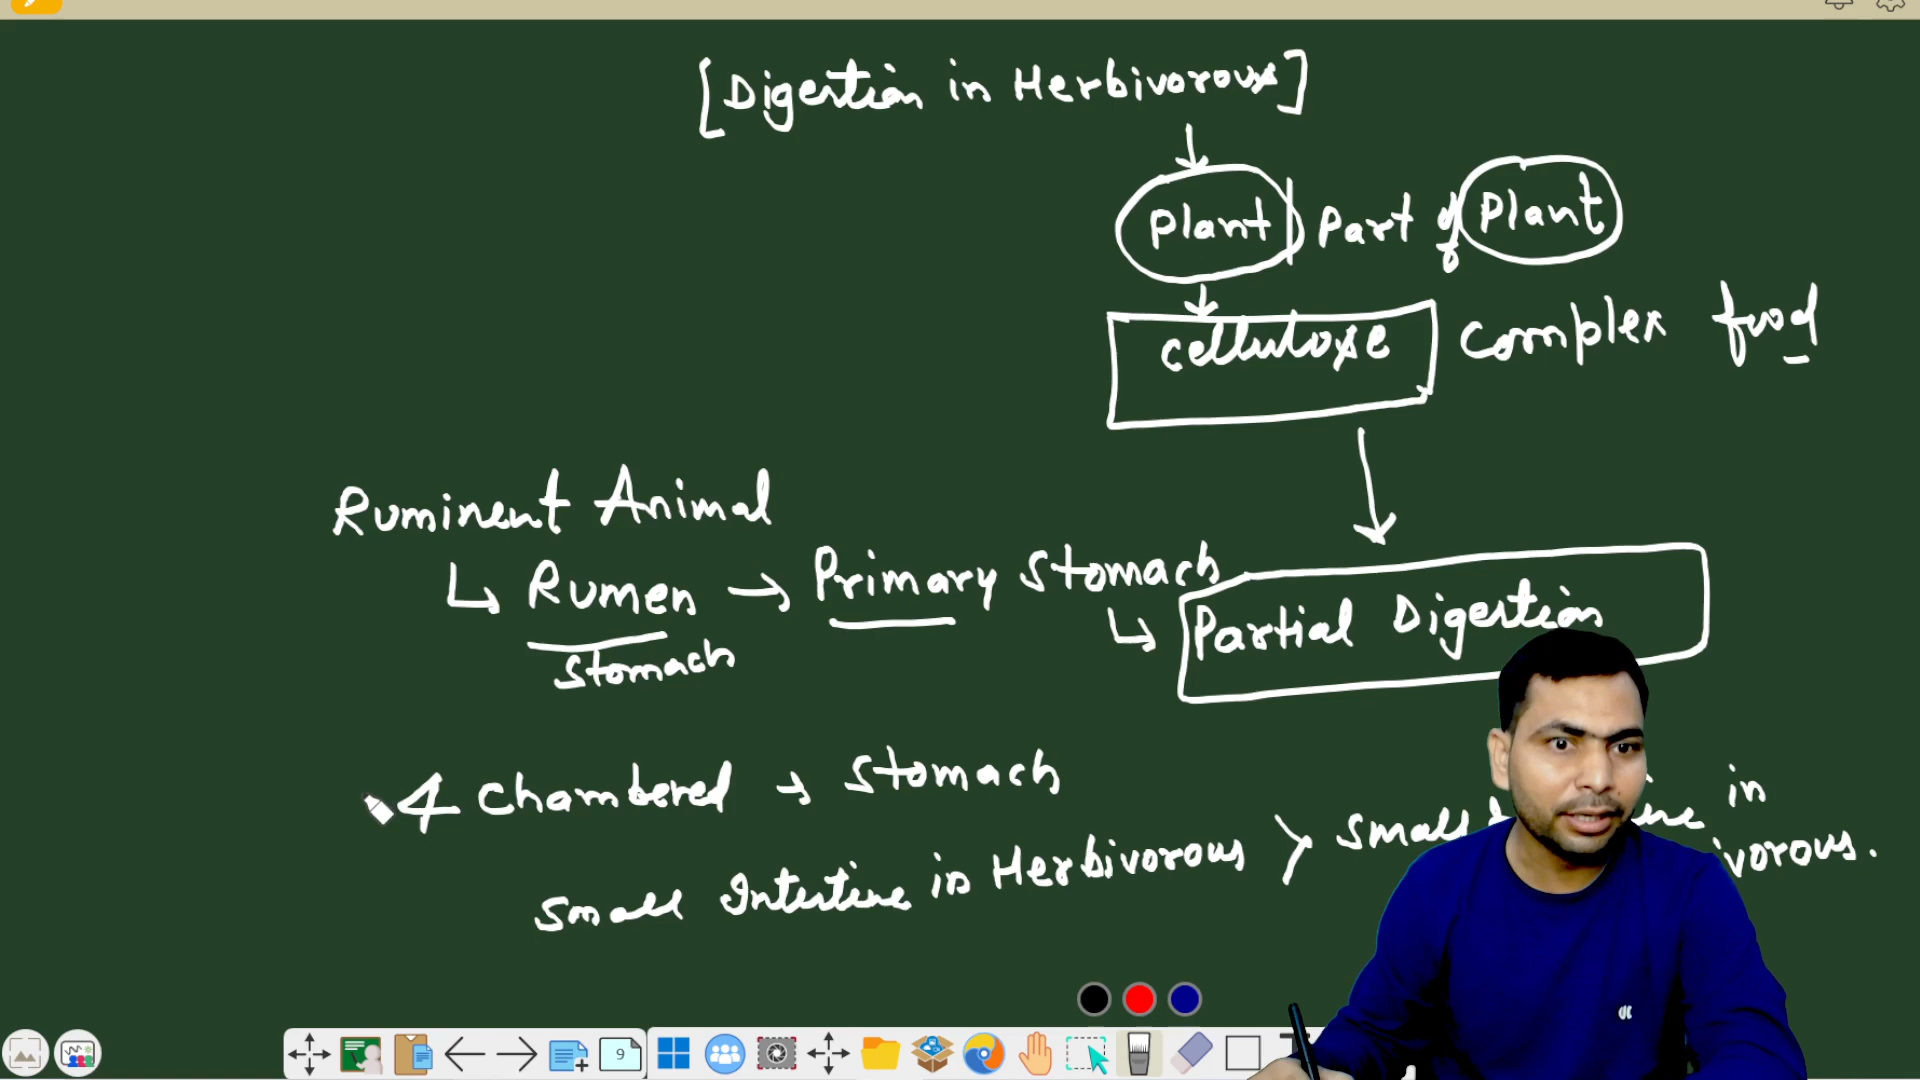 [Digestion in Herbivorous]
Plant | Part of Plant
cellulose complex food
Ruminent Animal
↳ Rumen → Primary Stomach
Stomach
↳ Partial Digestion
4 Chambered → Stomach
Small Intestine in Herbivorous > Small in
vorous.
9